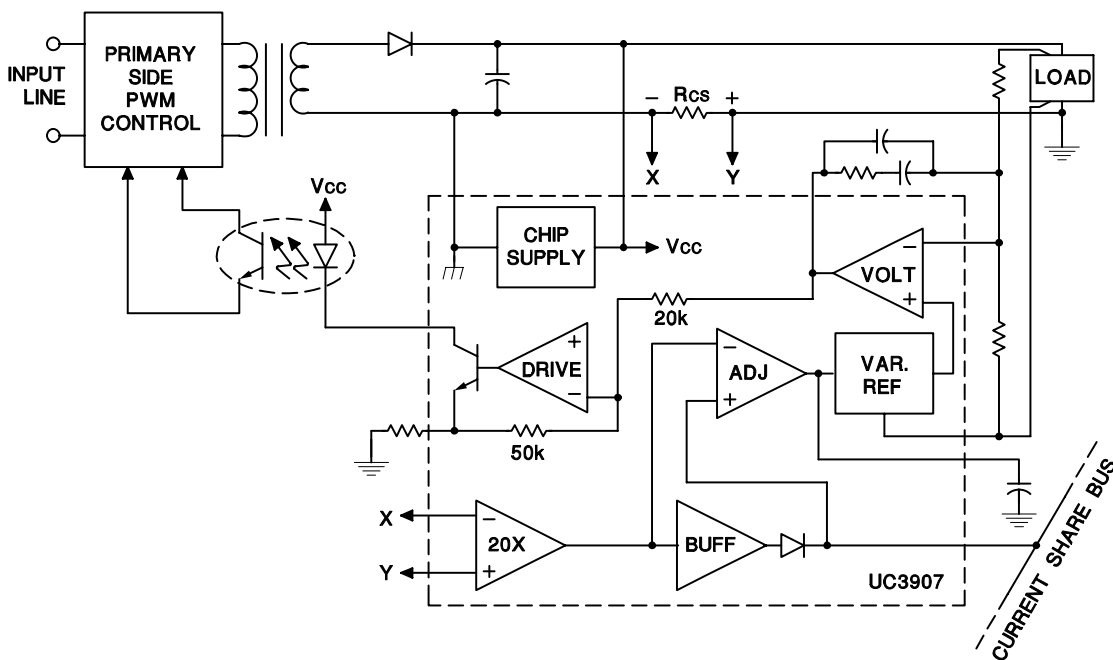 PRIMARY
SIDE
PWM
CONTROL
INPUT
LINE
LOAD
− Rcs +
X Y
Vcc
CHIP
SUPPLY
Vcc
−
VOLT
+
20k
+
DRIVE
−
−
ADJ
+
VAR.
REF
50k
X
−
20X
Y
+
BUFF
UC3907
CURRENT SHARE BUS